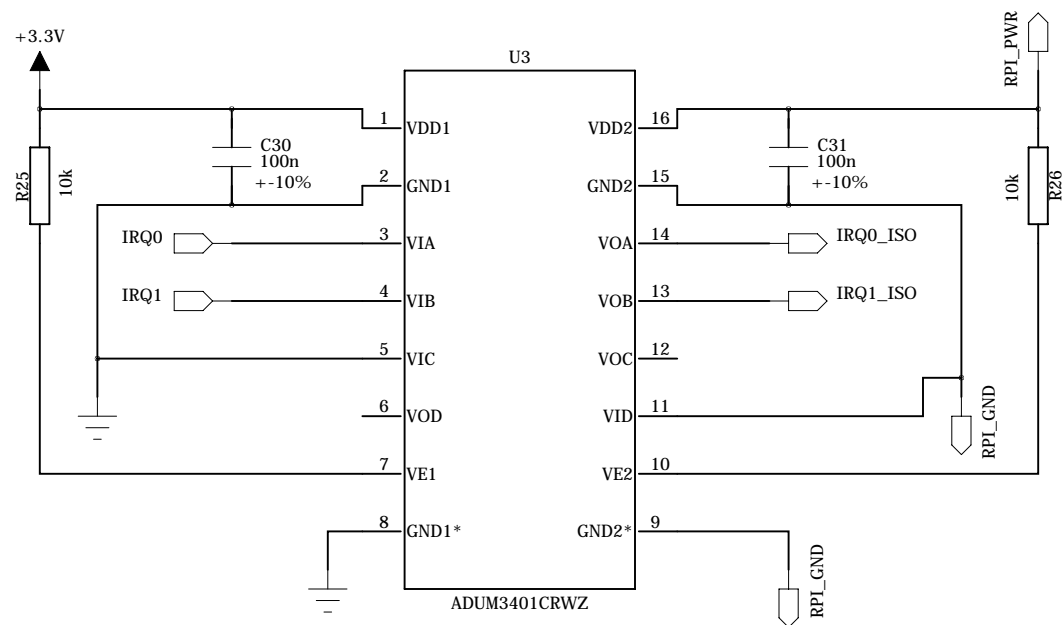 +3.3V
RPI_PWR
U3
1 VDD1
VDD2 16
C30
100n
+-10%
C31
100n
+-10%
R25
10k
10k
R26
2 GND1
GND2 15
IRQ0
3 VIA
VOA 14
IRQ0_ISO
IRQ1
4 VIB
VOB 13
IRQ1_ISO
5 VIC
VOC 12
6 VOD
VID 11
RPI_GND
7 VE1
VE2 10
8 GND1*
GND2* 9
RPI_GND
ADUM3401CRWZ